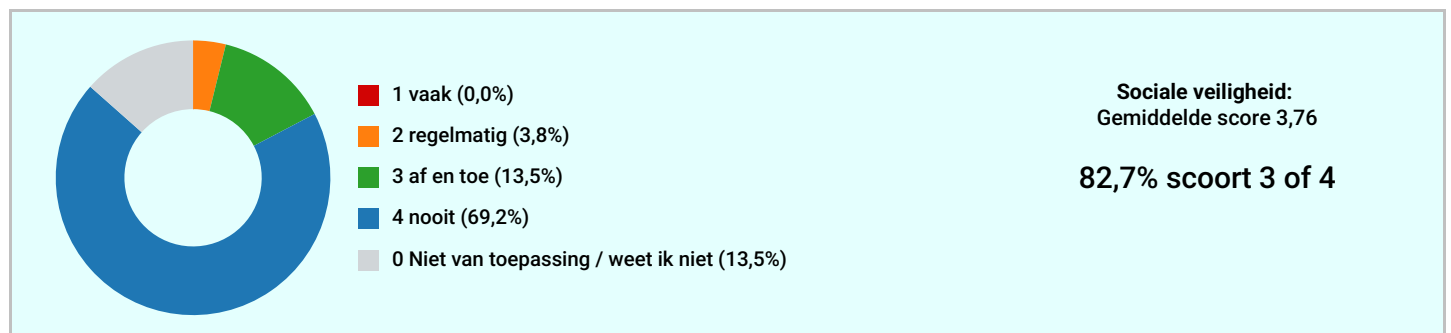 1 vaak (0,0%)
2 regelmatig (3,8%)
3 af en toe (13,5%)
4 nooit (69,2%)
0 Niet van toepassing / weet ik niet (13,5%)
Sociale veiligheid:
Gemiddelde score 3,76
82,7% scoort 3 of 4